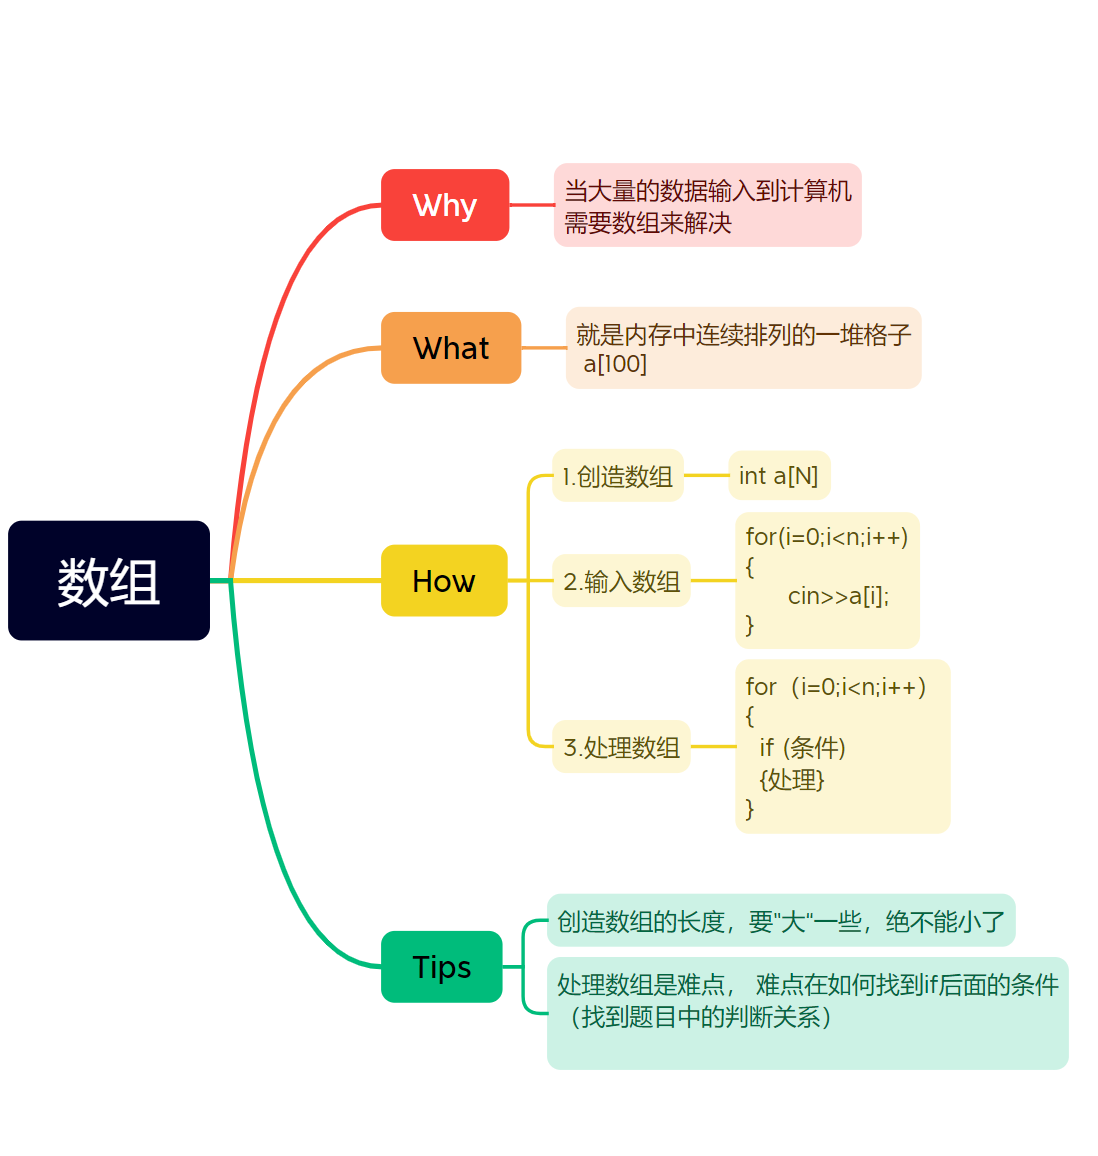 数组
Why
当大量的数据输入到计算机
需要数组来解决
What
就是内存中连续排列的一堆格子
a[100]
How
1.创造数组
int a[N]
2.输入数组
for(i=0;i<n;i++)
{
cin>>a[i];
}
3.处理数组
for（i=0;i<n;i++）
{
if (条件)
{处理}
}
Tips
创造数组的长度，要"大"一些，绝不能小了
处理数组是难点， 难点在如何找到if后面的条件
（找到题目中的判断关系）